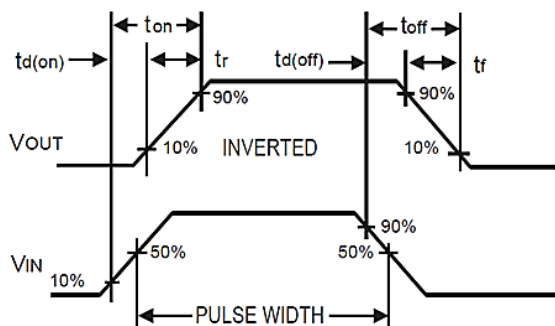 ton
toff
td(on)
tr
td(off)
tf
90%
90%
VOUT
10%
INVERTED
10%
90%
VIN
50%
50%
10%
PULSE WIDTH